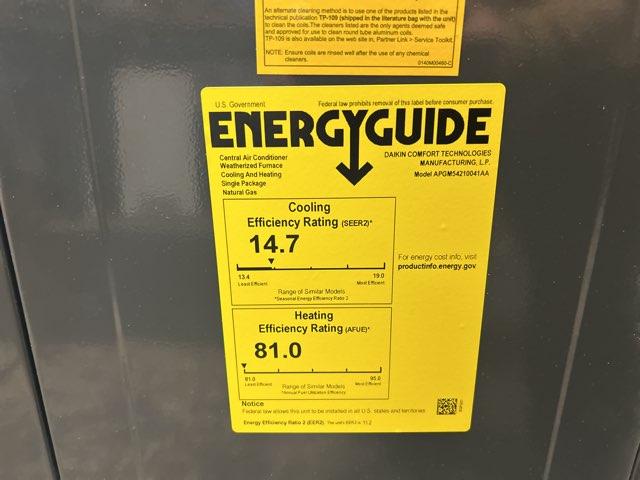 An alternate cleaning method is to use one of the products listed in the
technical publication TP-109 (shipped in the literature bag with the unit)
to clean the coils. The cleaners listed are the only agents deemed safe
and approved for use to clean round tube aluminum coils.
TP-109 is also available on the web site in, Partner Link > Service Toolkit.
NOTE: Ensure coils are rinsed well after the use of any chemical
cleaners.
0140M00460-C
U.S. Government
Federal law prohibits removal of this label before consumer purchase.
ENERGYGUIDE
Central Air Conditioner
Weatherized Furnace
Cooling And Heating
Single Package
Natural Gas
DAIKIN COMFORT TECHNOLOGIES
MANUFACTURING, L.P.
Model APGM54210041AA
Cooling
Efficiency Rating (SEER2)*
14.7
13.4
19.0
Least Efficient
Most Efficient
Range of Similar Models
*Seasonal Energy Efficiency Ratio 2
For energy cost info, visit
productinfo.energy.gov
Heating
Efficiency Rating (AFUE)*
81.0
81.0
95.0
Least Efficient
Most Efficient
Range of Similar Models
*Annual Fuel Utilization Efficiency
Notice
Federal law allows this unit to be installed in all U.S. states and territories.
Energy Efficiency Ratio 2 (EER2): The unit's EER2 is 11.2